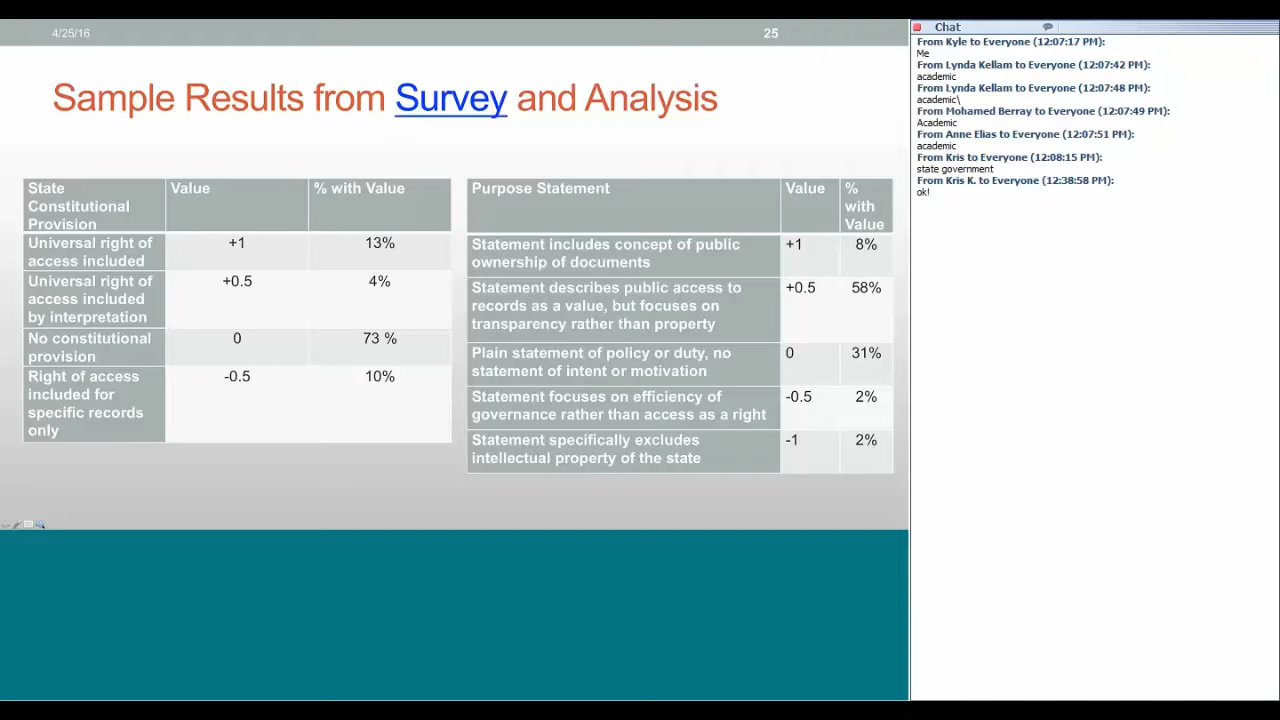 4/25/16
25
Sample Results from Survey and Analysis
State Constitutional Provision | Value | % with Value
Universal right of access included | +1 | 13%
Universal right of access included by interpretation | +0.5 | 4%
No constitutional provision | 0 | 73 %
Right of access included for specific records only | -0.5 | 10%
Purpose Statement | Value | % with Value
Statement includes concept of public ownership of documents | +1 | 8%
Statement describes public access to records as a value, but focuses on transparency rather than property | +0.5 | 58%
Plain statement of policy or duty, no statement of intent or motivation | 0 | 31%
Statement focuses on efficiency of governance rather than access as a right | -0.5 | 2%
Statement specifically excludes intellectual property of the state | -1 | 2%
Chat
From Kyle to Everyone (12:07:17 PM):
Me
From Lynda Kellam to Everyone (12:07:42 PM):
academic
From Lynda Kellam to Everyone (12:07:48 PM):
academic\
From Mohamed Berray to Everyone (12:07:49 PM):
Academic
From Anne Elias to Everyone (12:07:51 PM):
academic
From Kris to Everyone (12:08:15 PM):
state government
From Kris K. to Everyone (12:38:58 PM):
ok!